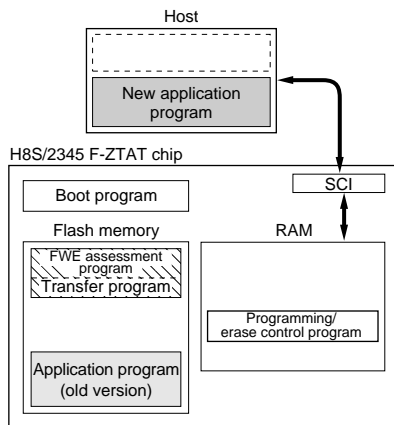 Host
New application
program
H8S/2345 F-ZTAT chip
SCI
Boot program
Flash memory
RAM
FWE assessment
program
Transfer program
Programming/
erase control program
Application program
(old version)